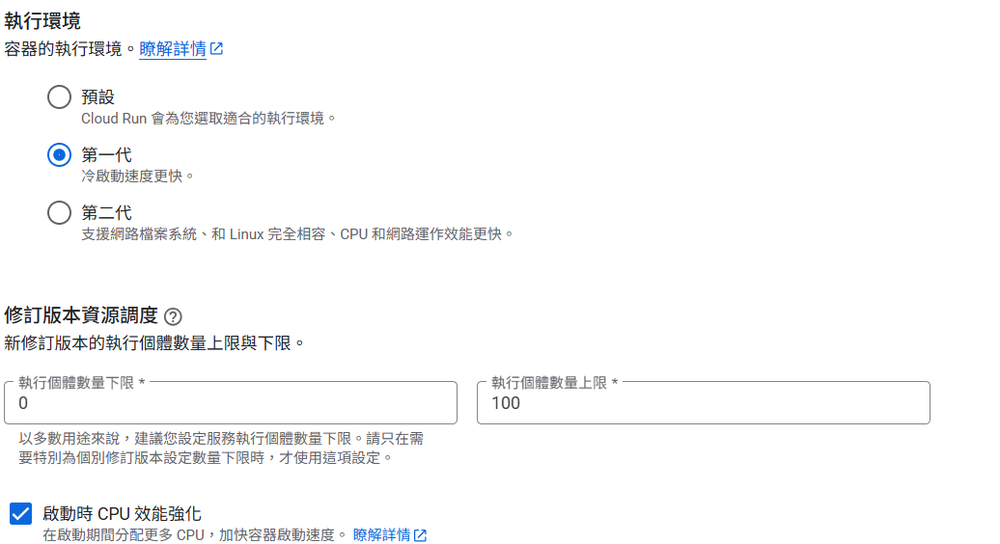 執行環境
容器的執行環境。瞭解詳情
預設
Cloud Run 會為您選取適合的執行環境。
第一代
冷啟動速度更快。
第二代
支援網路檔案系統、和 Linux 完全相容、CPU 和網路運作效能更快。
修訂版本資源調度
新修訂版本的執行個體數量上限與下限。
執行個體數量下限 *
0
以多數用途來說，建議您設定服務執行個體數量下限。請只在需
要特別為個別修訂版本設定數量下限時，才使用這項設定。
執行個體數量上限 *
100
啟動時 CPU 效能強化
在啟動期間分配更多 CPU，加快容器啟動速度。 瞭解詳情